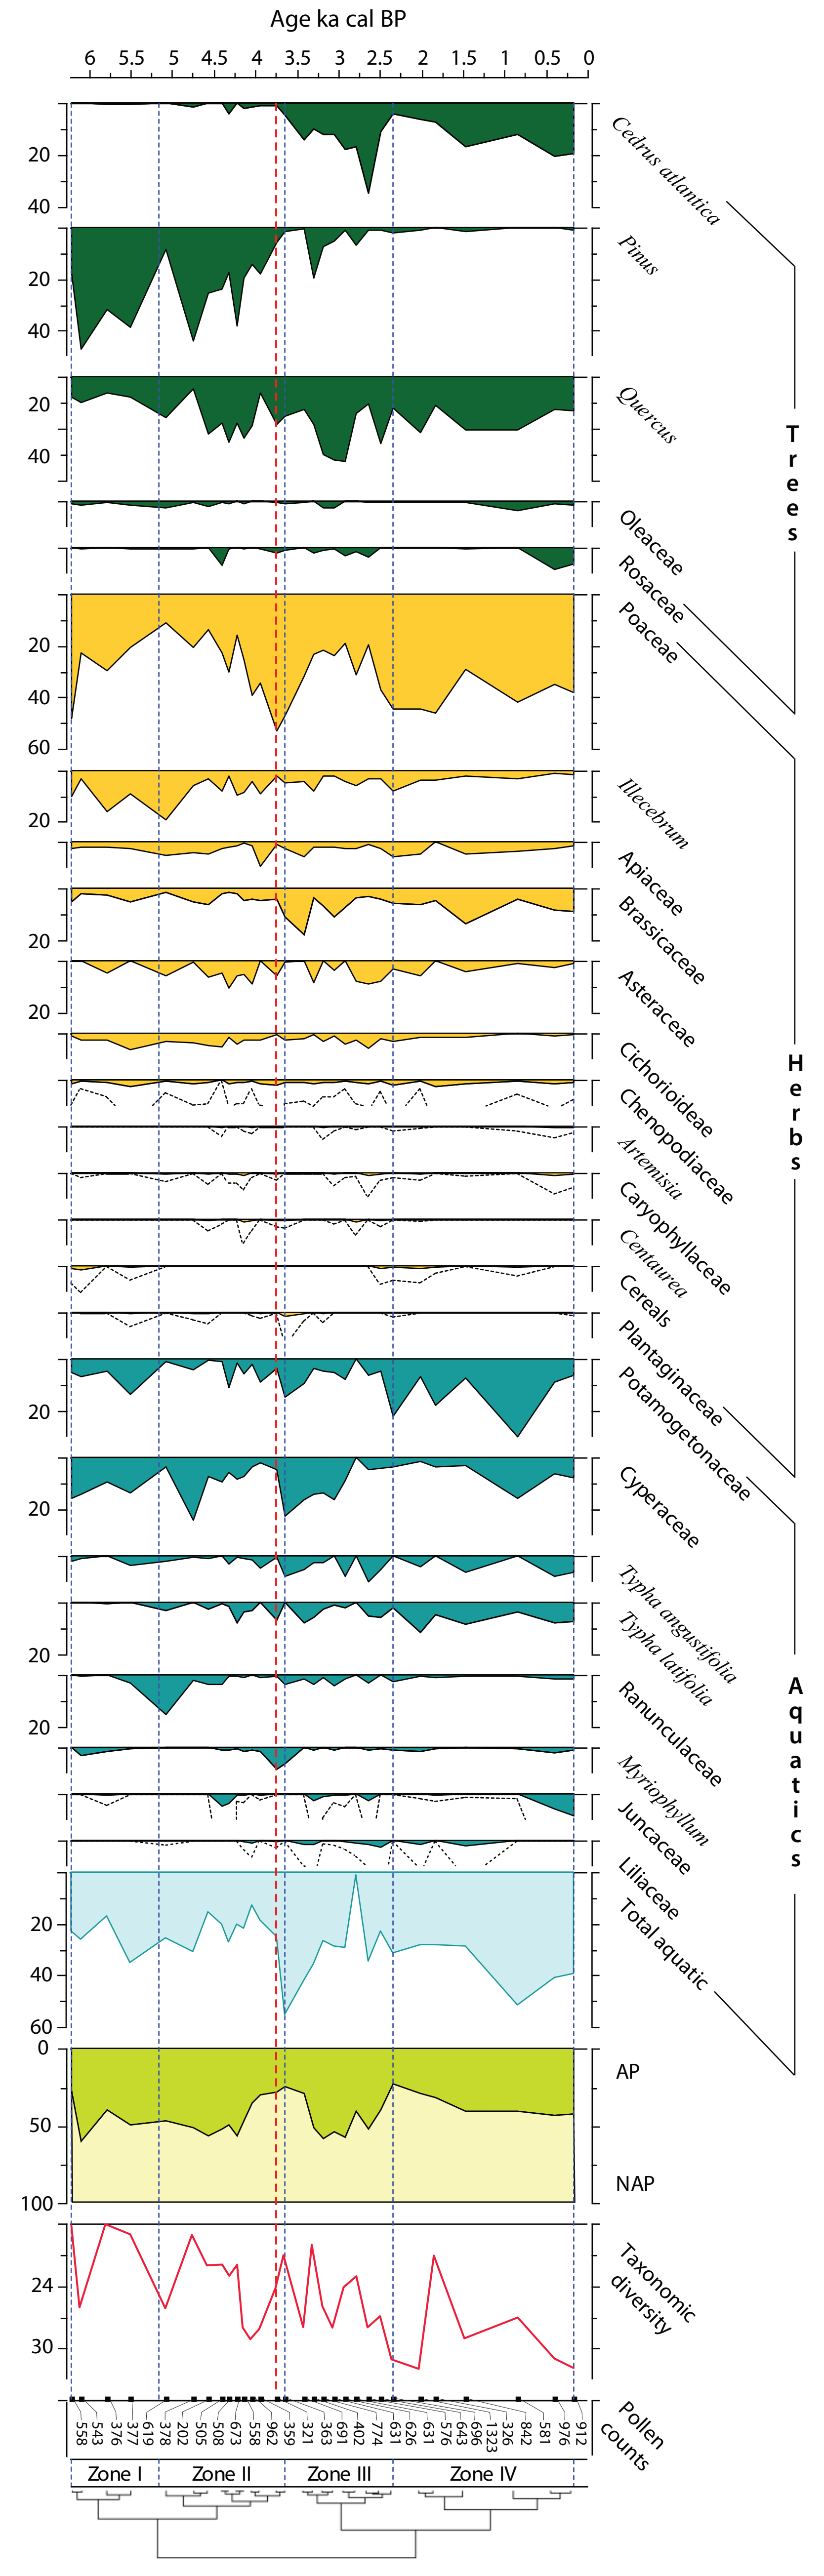 Age ka cal BP
6 5.5 5 4.5 4 3.5 3 2.5 2 1.5 1 0.5 0
20
40
Cedrus atlantica
20
40
Pinus
20
40
Quercus
Trees
Oleaceae
Rosaceae
Poaceae
20
40
60
Illecebrum
20
Apiaceae
Brassicaceae
20
Asteraceae
20
Cichorioideae
Herbs
Chenopodiaceae
Artemisia
Caryophyllaceae
Centaurea
Cereals
Plantaginaceae
Potamogetonaceae
20
Cyperaceae
20
Typha angustifolia
Typha latifolia
20
Ranunculaceae
20
Aquatics
Myriophyllum
Juncaceae
Liliaceae
Total aquatic
20
40
60
0
AP
50
NAP
100
Taxonomic
diversity
24
30
Pollen
counts
558 543 376 377 619 378 202 505 508 673 558 962 359 321 363 691 402 774 631 626 631 576 643 696 1323 326 842 581 976 912
Zone I Zone II Zone III Zone IV